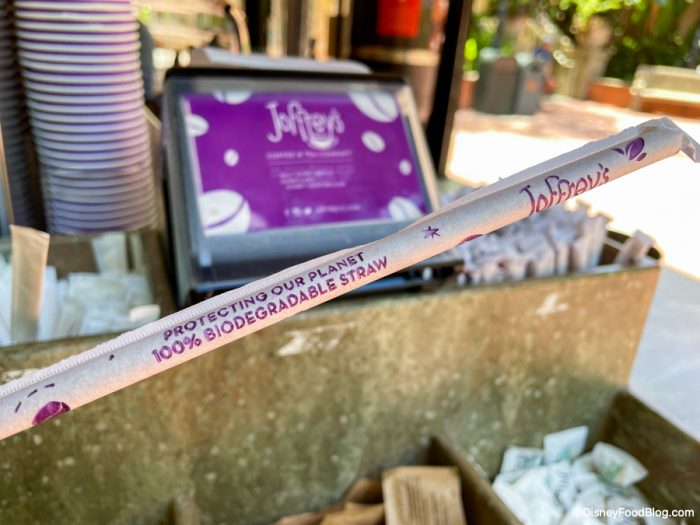 Joffrey's
COFFEE & TEA COMPANY
Joffrey's
PROTECTING OUR PLANET
100% BIODEGRADABLE STRAW
©DisneyFoodBlog.com